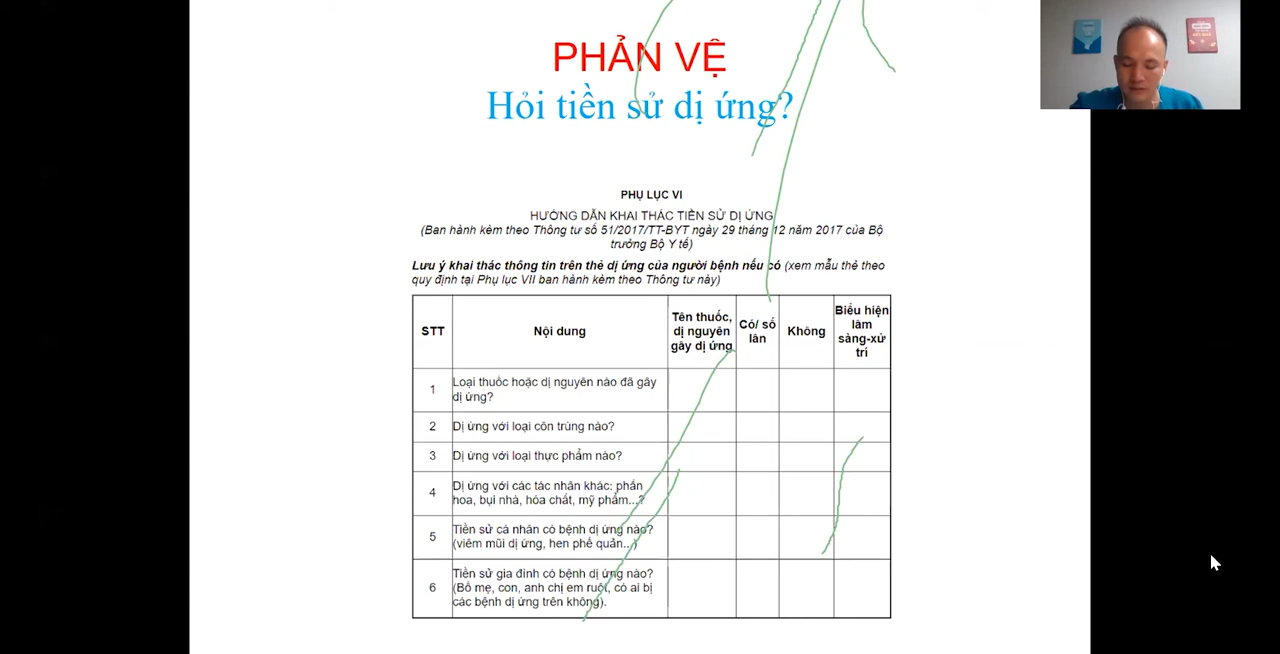 PHẢN VỆ
Hỏi tiền sử dị ứng?
PHỤ LỤC VI
HƯỚNG DẪN KHAI THÁC TIỀN SỬ DỊ ỨNG
(Ban hành kèm theo Thông tư số 51/2017/TT-BYT ngày 29 tháng 12 năm 2017 của Bộ
trưởng Bộ Y tế)
Lưu ý khai thác thông tin trên thẻ dị ứng của người bệnh nếu có (xem mẫu thẻ theo
quy định tại Phụ lục VII ban hành kèm theo Thông tư này)
STT
Nội dung
Tên thuốc,
dị nguyên
gây dị ứng
Có/ số
lần
Không
Biểu hiện
lâm
sàng-xử
trí
1
Loại thuốc hoặc dị nguyên nào đã gây
dị ứng?
2
Dị ứng với loại côn trùng nào?
3
Dị ứng với loại thực phẩm nào?
4
Dị ứng với các tác nhân khác: phấn
hoa, bụi nhà, hóa chất, mỹ phẩm...?
5
Tiền sử cá nhân có bệnh dị ứng nào?
(viêm mũi dị ứng, hen phế quản...)
6
Tiền sử gia đình có bệnh dị ứng nào?
(Bố mẹ, con, anh chị em ruột, có ai bị
các bệnh dị ứng trên không).